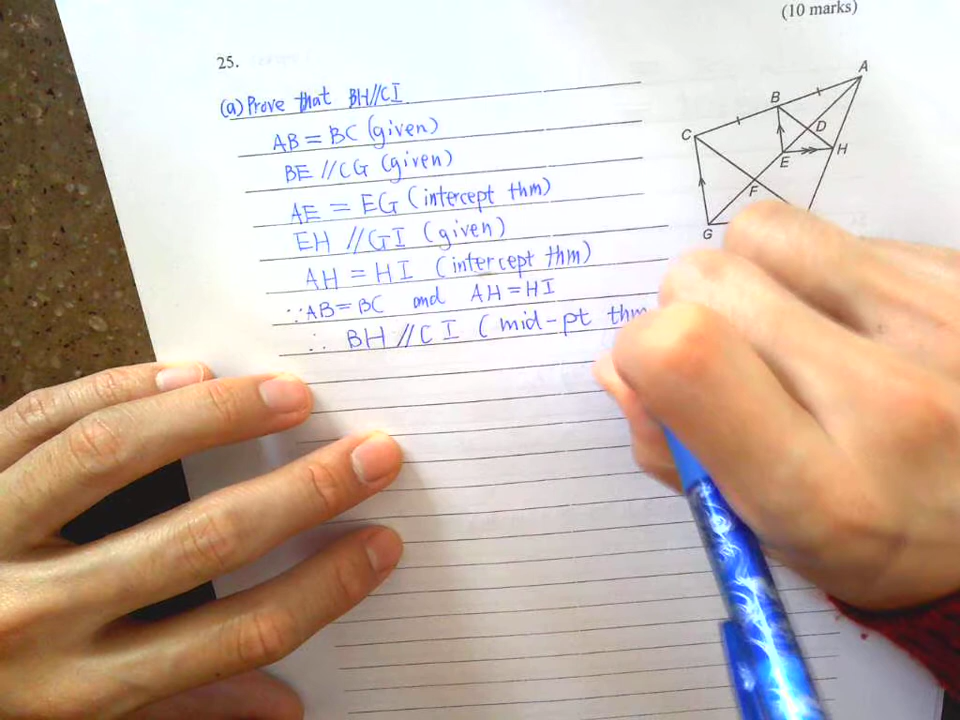 (10 marks)
25.
(a) Prove that BH//CI
AB = BC (given)
BE //CG (given)
AE = EG (intercept thm)
EH //GI (given)
AH = HI (intercept thm)
∵AB=BC and AH=HI
∴ BH//CI (mid-pt thm
A
B
C
D
E
H
F
G